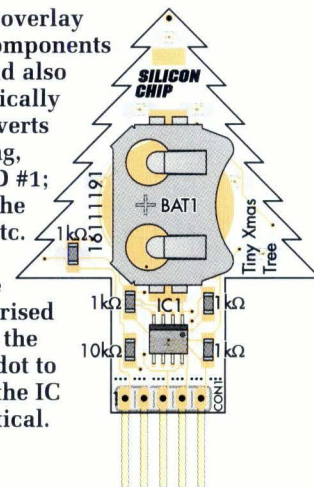 overlay
omponents
d also
ically
verts
ng,
D #1;
he
etc.
e
rised
the
dot to
the IC
tical.
SILICON
CHIP
16111191
BAT1
Tiny Xmas
Tree
1kΩ
1kΩ
IC1
1kΩ
10kΩ
1kΩ
CON1